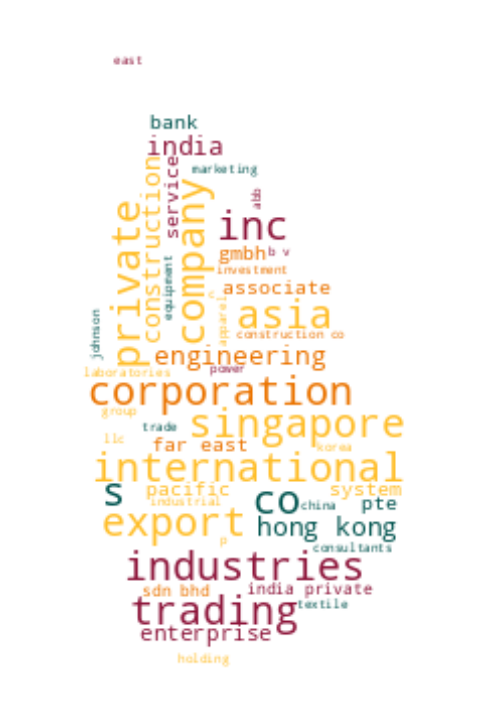 east
bank
india
marketing
service
construction
company
private
abb
inc
gmbh
b v
investment
equipment
associate
c
asia
apparel
johnson
construction co
engineering
power
laboratories
corporation
group
singapore
trade
llc
far east
korea
international
s
pacific
system
co
industrial
china
pte
export
hong kong
p
consultants
industries
sdn bhd
india private
trading
textile
enterprise
holding